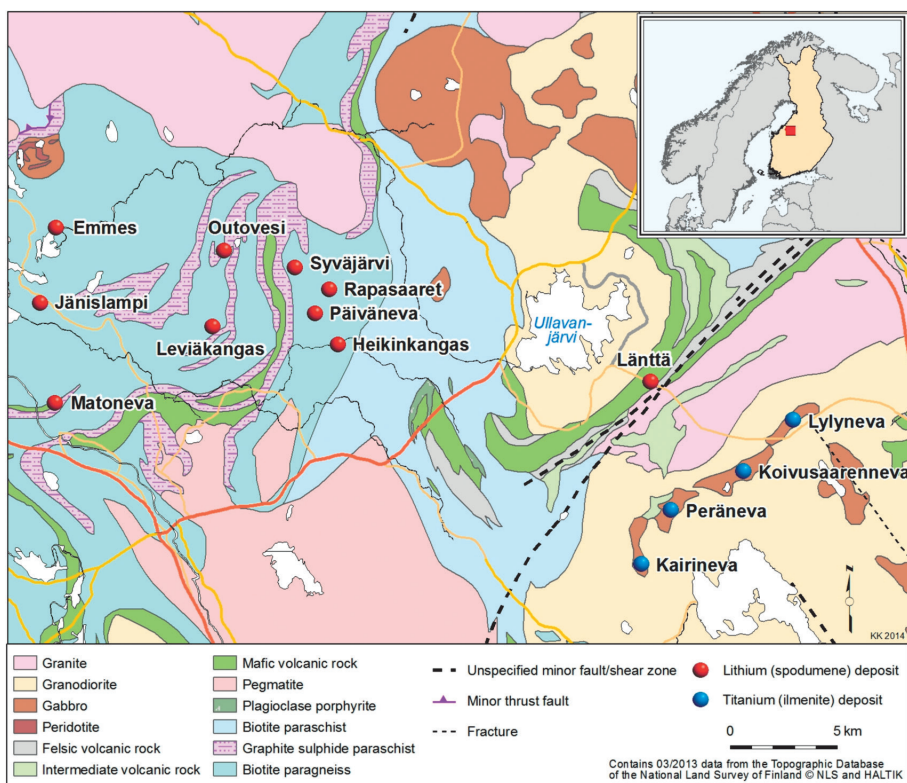 Emmes
Outovesi
Syväjärvi
Rapasaaret
Jänislampi
Päiväneva
Ullavan-
järvi
Leviäkangas
Heikinkangas
Länttä
Matoneva
Lylyneva
Koivusaarenneva
Peräneva
Kairineva
N
KK 2014
Granite
Granodiorite
Gabbro
Peridotite
Felsic volcanic rock
Intermediate volcanic rock
Mafic volcanic rock
Pegmatite
Plagioclase porphyrite
Biotite paraschist
Graphite sulphide paraschist
Biotite paragneiss
Unspecified minor fault/shear zone
Minor thrust fault
Fracture
Lithium (spodumene) deposit
Titanium (ilmenite) deposit
0 5 km
Contains 03/2013 data from the Topographic Database
of the National Land Survey of Finland © NLS and HALTIK